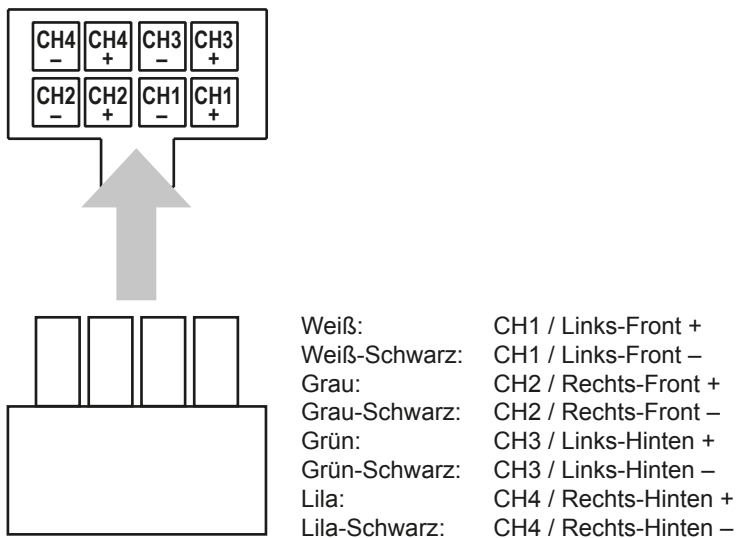 CH4 CH4 CH3 CH3
– + – +
CH2 CH2 CH1 CH1
– + – +
Weiß: CH1 / Links-Front +
Weiß-Schwarz: CH1 / Links-Front –
Grau: CH2 / Rechts-Front +
Grau-Schwarz: CH2 / Rechts-Front –
Grün: CH3 / Links-Hinten +
Grün-Schwarz: CH3 / Links-Hinten –
Lila: CH4 / Rechts-Hinten +
Lila-Schwarz: CH4 / Rechts-Hinten –